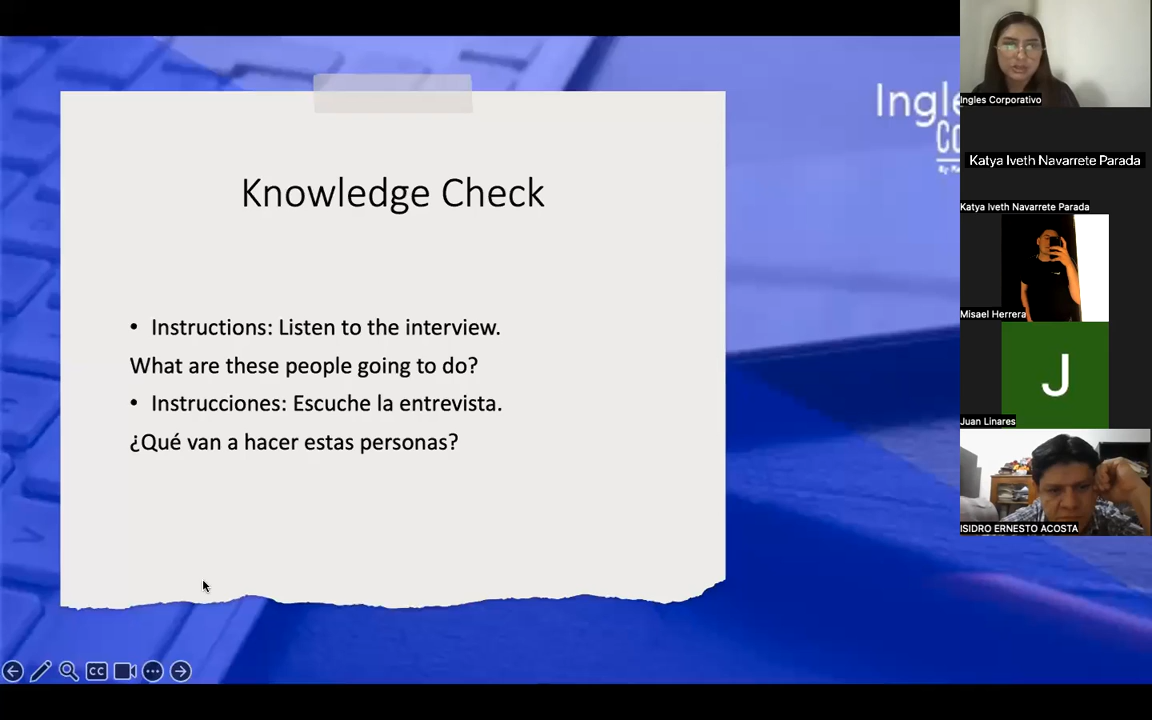 Knowledge Check
• Instructions: Listen to the interview.
What are these people going to do?
• Instrucciones: Escuche la entrevista.
¿Qué van a hacer estas personas?
Ingles Corporativo
Katya Iveth Navarrete Parada
Katya Iveth Navarrete Parada
Misael Herrera
J
Juan Linares
ISIDRO ERNESTO ACOSTA
CC